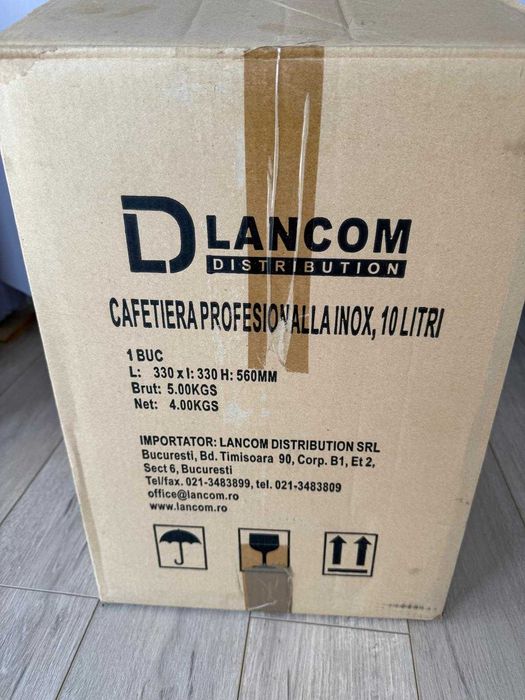 LANCOM
DISTRIBUTION
CAFETIERA PROFESIONALLA INOX, 10 LITRI
1 BUC
L: 330 x l: 330 H: 560MM
Brut: 5.00KGS
Net: 4.00KGS
IMPORTATOR: LANCOM DISTRIBUTION SRL
Bucuresti, Bd. Timisoara 90, Corp. B1, Et 2,
Sect 6, Bucuresti
Tel/fax. 021-3483899, tel. 021-3483809
office@lancom.ro
www.lancom.ro